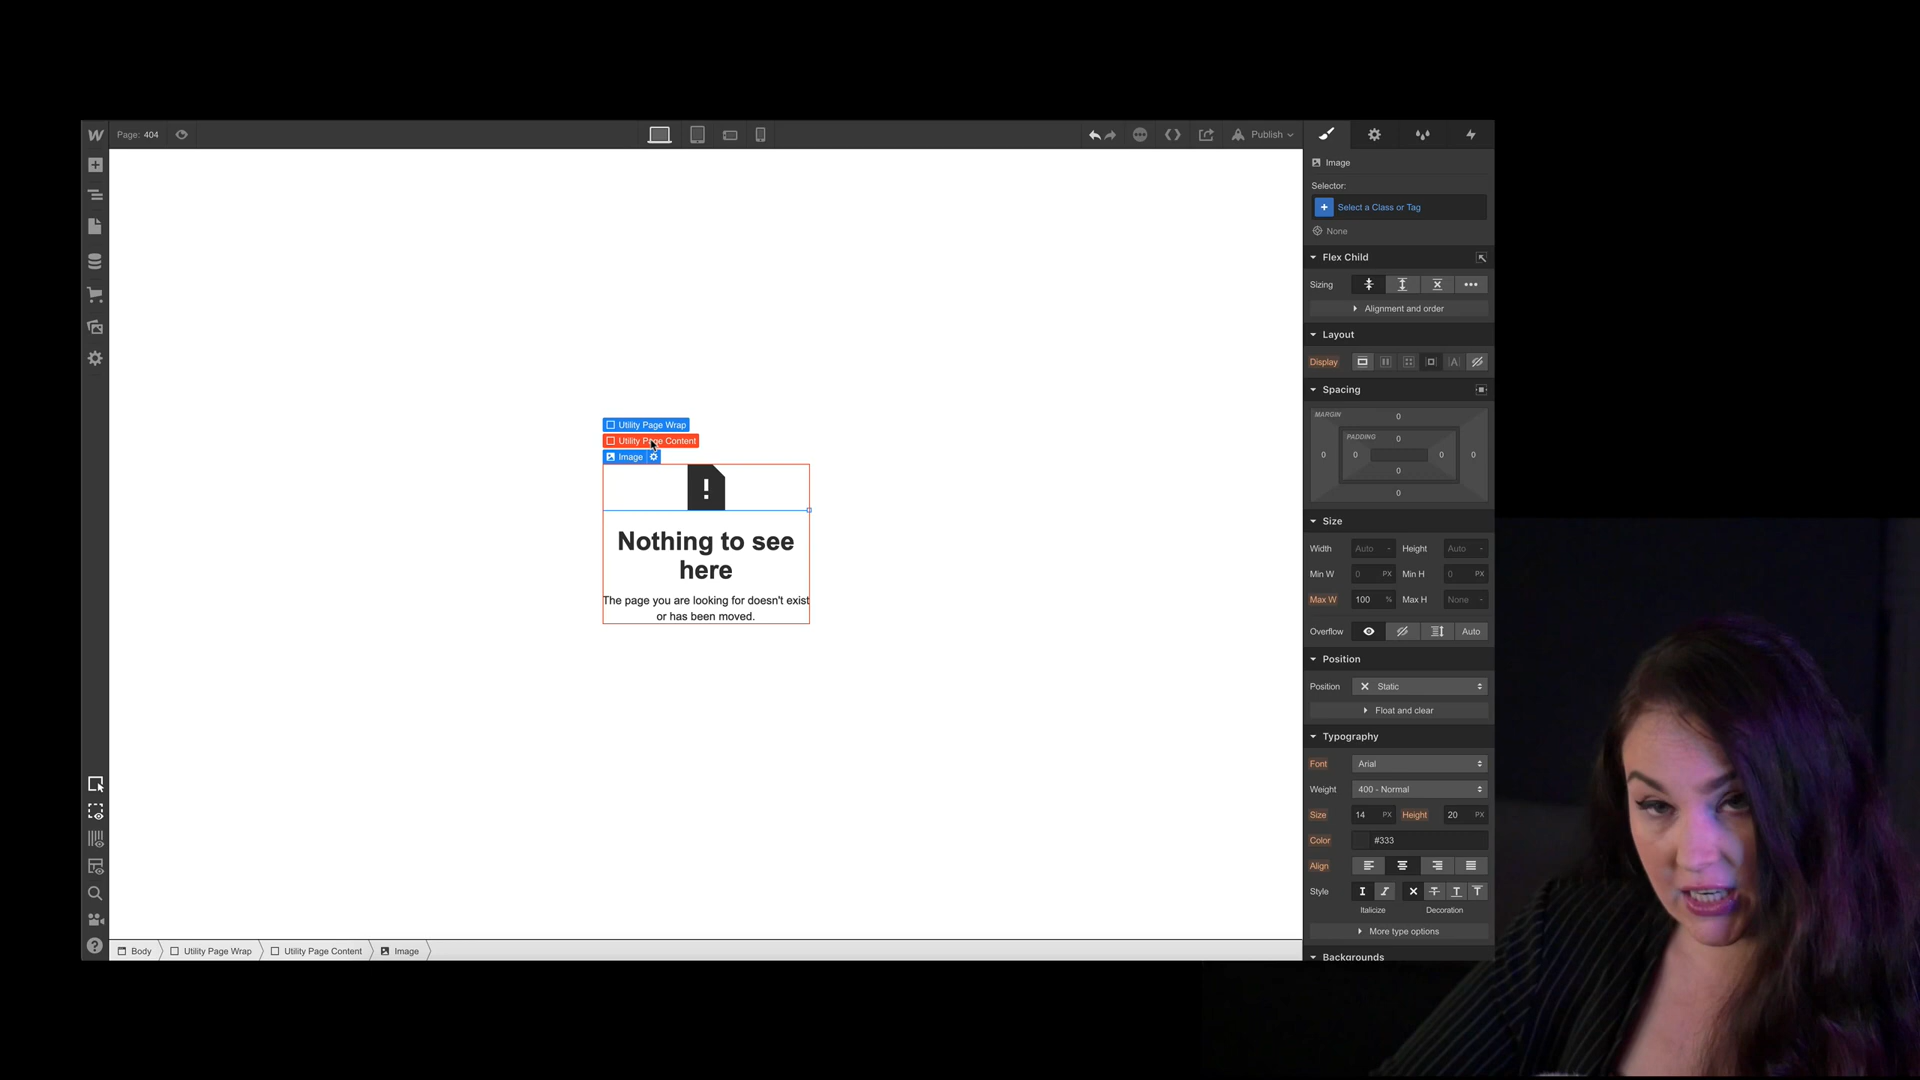 Page: 404
Publish
Image
Selector:
Select a Class or Tag
None
Flex Child
Sizing
Alignment and order
Layout
Display
Spacing
MARGIN
0
PADDING
0
0 0 0 0
0
0
Size
Width Auto - Height Auto -
Min W 0 PX Min H 0 PX
Max W 100 % Max H None -
Overflow Auto
Position
Position Static
Float and clear
Typography
Font Arial
Weight 400 - Normal
Size 14 PX Height 20 PX
Color #333
Align
Style
Italicize Decoration
More type options
Backgrounds
Utility Page Wrap
Utility Page Content
Image
!
Nothing to see
here
The page you are looking for doesn't exist
or has been moved.
Body Utility Page Wrap Utility Page Content Image